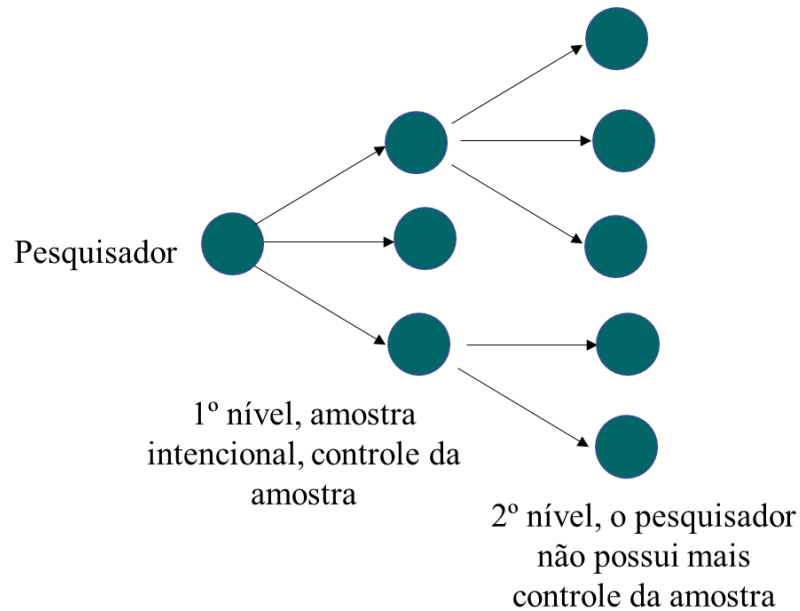 Pesquisador
1º nível, amostra
intencional, controle da
amostra
2º nível, o pesquisador
não possui mais
controle da amostra